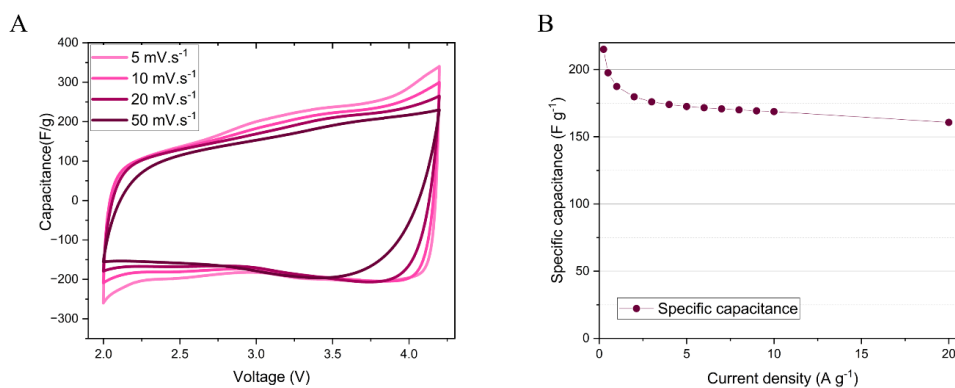 A
Capacitance(F/g)
400
300
200
100
0
−100
−200
−300
5 mV.s⁻¹
10 mV.s⁻¹
20 mV.s⁻¹
50 mV.s⁻¹
2.0 2.5 3.0 3.5 4.0
Voltage (V)
B
Specific capacitance (F g⁻¹)
200
150
100
50
0
Specific capacitance
0 5 10 15 20
Current density (A g⁻¹)